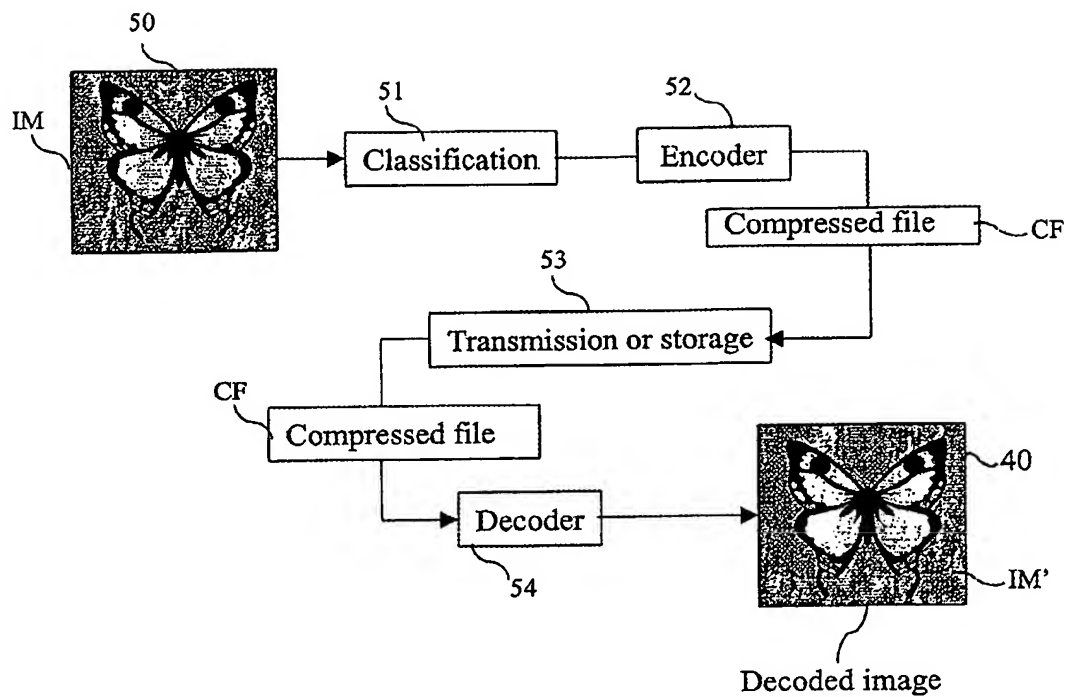 50
IM
51
52
Classification
Encoder
Compressed file
CF
53
Transmission or storage
CF
Compressed file
40
Decoder
54
IM'
Decoded image